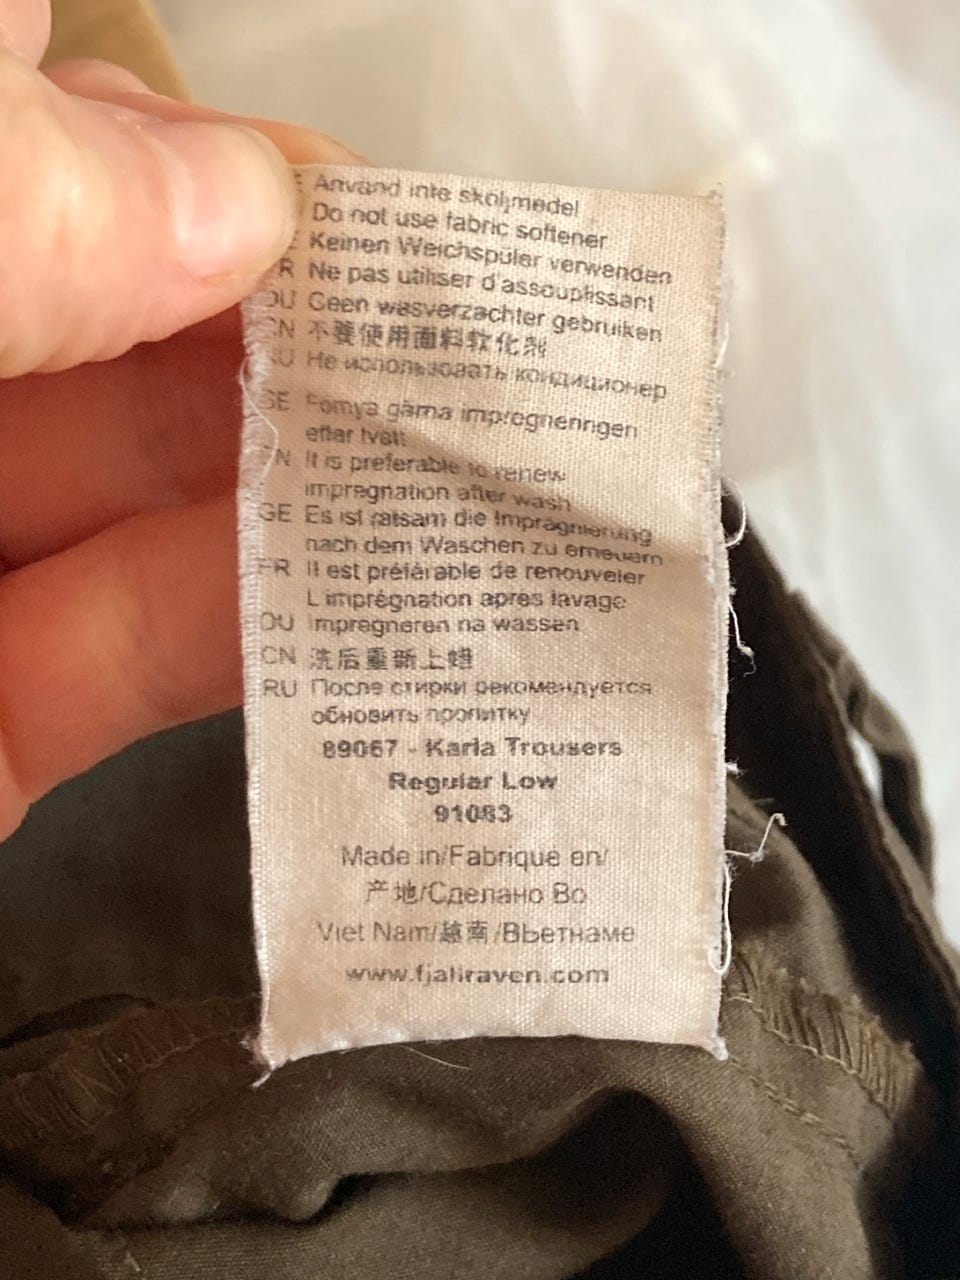 E Använd inte sköljmedel
Do not use fabric softener
E Keinen Weichspüler verwenden
FR Ne pas utiliser d'assouplissant
DU Geen wasverzachter gebruiken
CN 不要使用面料软化剂
RU Не использовать кондиционер
SE Förnya gärna impregneringen
efter tvätt
EN It is preferable to renew
impregnation after wash
GE Es ist ratsam die Imprägnierung
nach dem Waschen zu erneuern
FR Il est préférable de renouveler
L'imprégnation apres lavage
DU Impregneren na wassen
CN 洗后重新上蜡
RU После стирки рекомендуется
обновить пропитку
89067 - Karla Trousers
Regular Low
91083
Made in/Fabriqué en/
产地/Сделано Во
Viet Nam/越南/Вьетнаме
www.fjallraven.com